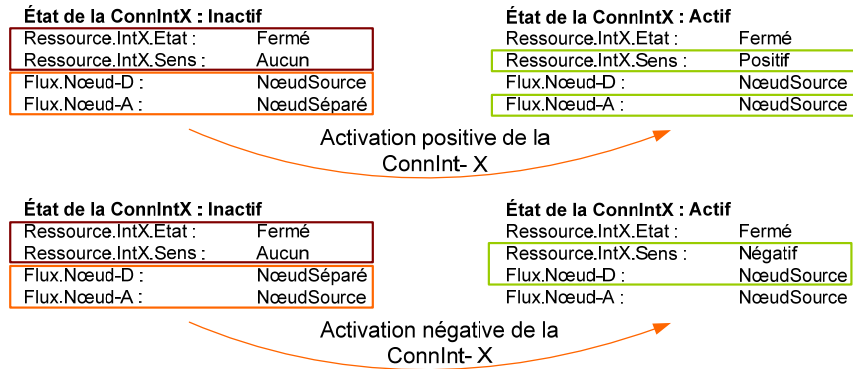 État de la ConnIntX : Inactif
Ressource.IntX.Etat : Fermé
Ressource.IntX.Sens : Aucun
Flux.Nœud-D : NœudSource
Flux.Nœud-A : NœudSéparé
État de la ConnIntX : Actif
Ressource.IntX.Etat : Fermé
Ressource.IntX.Sens : Positif
Flux.Nœud-D : NœudSource
Flux.Nœud-A : NœudSource
Activation positive de la
ConnInt- X
État de la ConnIntX : Inactif
Ressource.IntX.Etat : Fermé
Ressource.IntX.Sens : Aucun
Flux.Nœud-D : NœudSéparé
Flux.Nœud-A : NœudSource
État de la ConnIntX : Actif
Ressource.IntX.Etat : Fermé
Ressource.IntX.Sens : Négatif
Flux.Nœud-D : NœudSource
Flux.Nœud-A : NœudSource
Activation négative de la
ConnInt- X